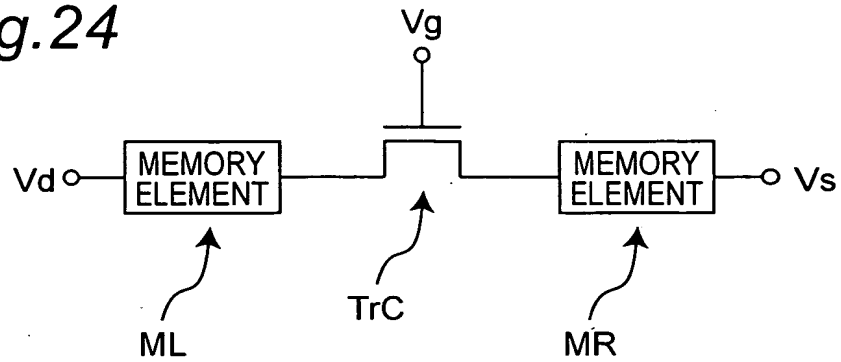 g.24
Vg
Vd
MEMORY
ELEMENT
MEMORY
ELEMENT
Vs
TrC
ML
MR